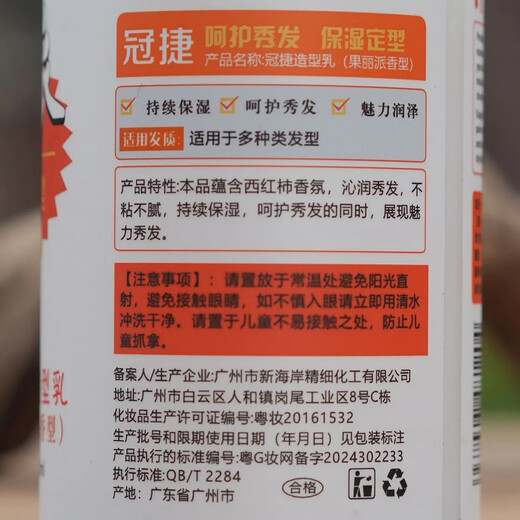 冠捷 呵护秀发 保湿定型
产品名称:冠捷造型乳（果丽派香型）
持续保湿 呵护秀发 魅力润泽
适用发质: 适用于多种类发型
产品特性:本品蕴含西红柿香氛，沁润秀发，不
粘不腻，持续保湿，呵护秀发的同时，展现魅
力秀发。
【注意事项】：请置放于常温处避免阳光直
射，避免接触眼睛，如不慎入眼请立即用清水
冲洗干净。请置于儿童不易接触之处，防止儿
童抓拿。
备案人/生产企业:广州市新海岸精细化工有限公司
地址:广州市白云区人和镇岗尾工业区8号C栋
化妆品生产许可证编号:粤妆20161532
生产批号和限期使用日期（年月日）见包装标注
产品执行的标准编号:粤G妆网备字2024302233
执行标准:QB/T 2284
产地：广东省广州市
合格
型乳
香型）